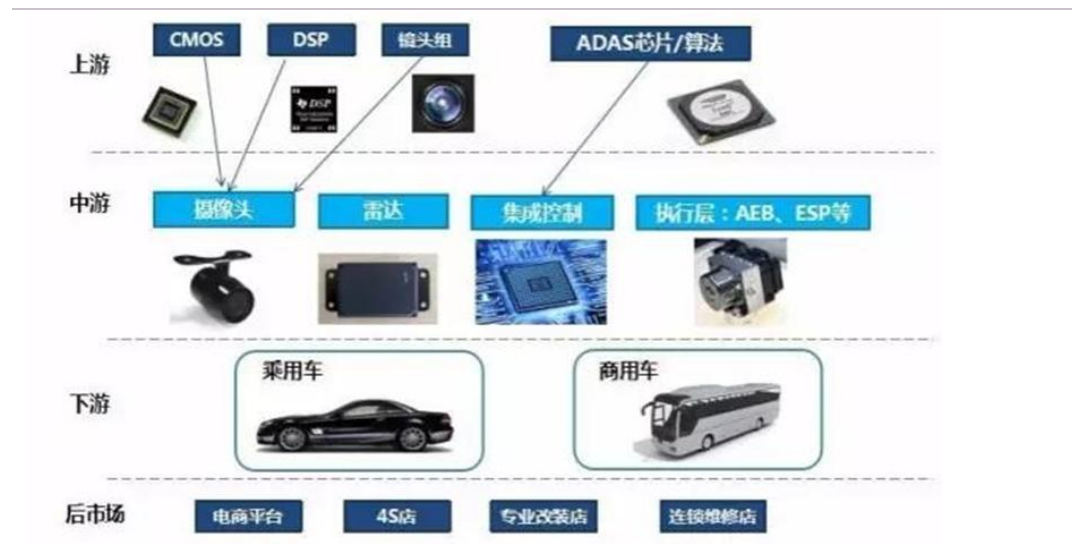 CMOS
DSP
镜头组
ADAS芯片/算法
上游
DSP
中游
摄像头
雷达
集成控制
执行层：AEB、ESP等
乘用车
商用车
下游
后市场
电商平台
4S店
专业改装店
连锁维修店